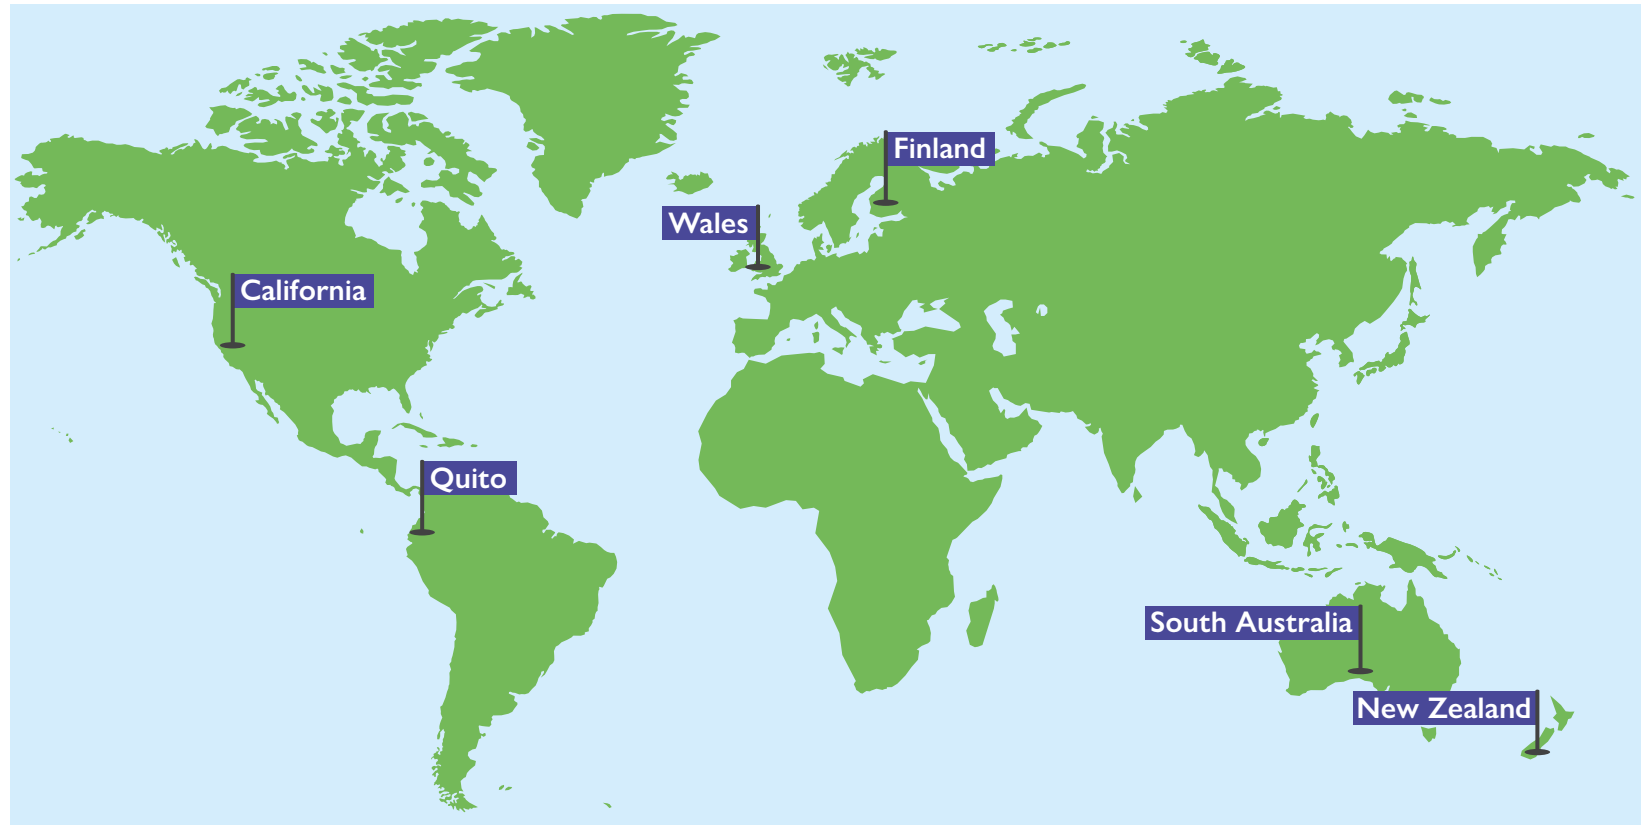 Finland
Wales
California
Quito
South Australia
New Zealand